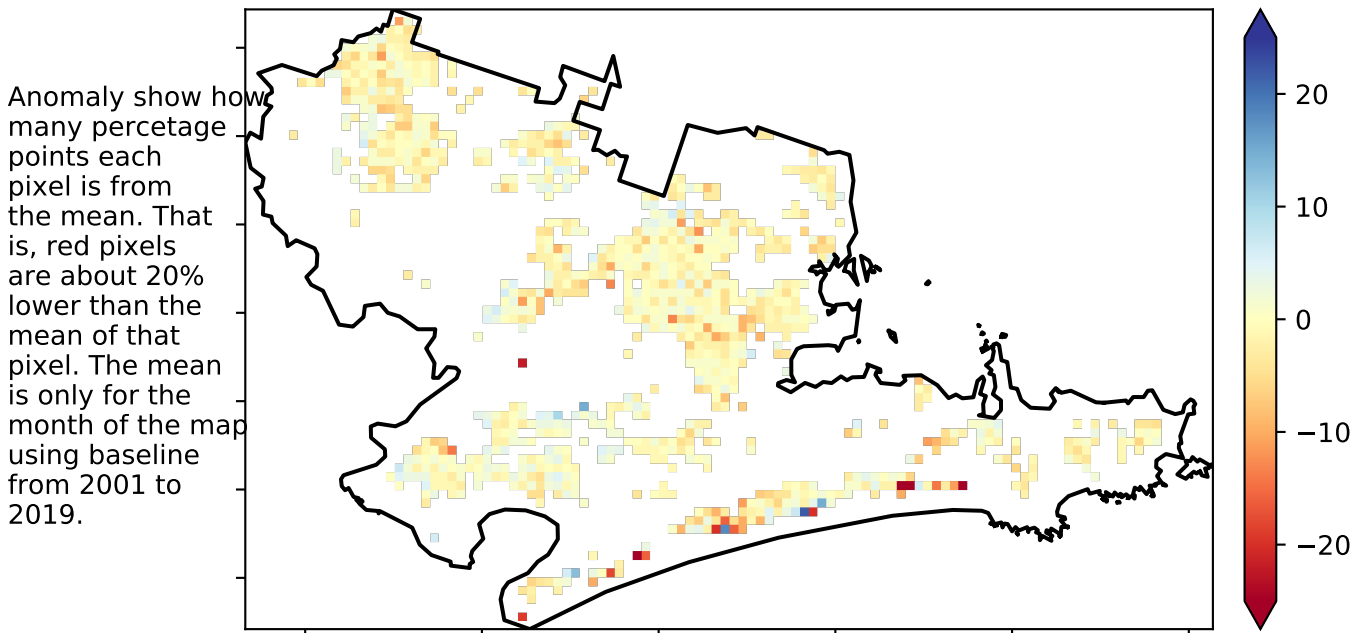 Anomaly show how
many percetage
points each
pixel is from
the mean. That
is, red pixels
are about 20%
lower than the
mean of that
pixel. The mean
is only for the
month of the map
using baseline
from 2001 to
2019.
20
10
0
−10
−20